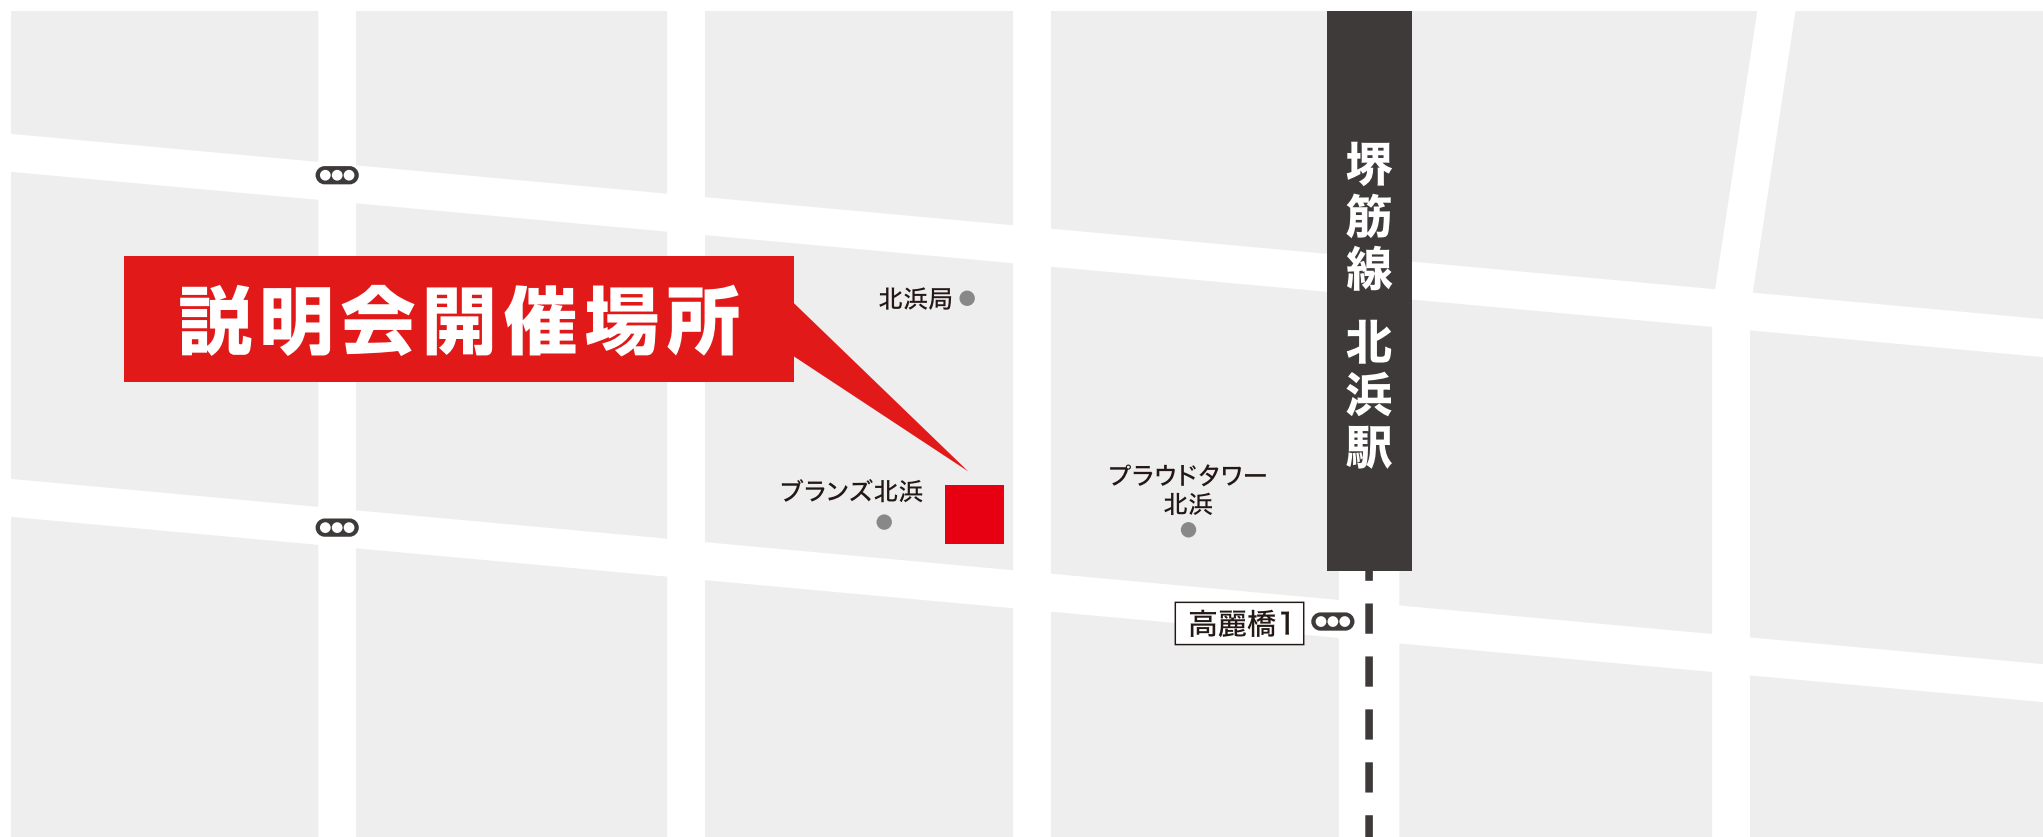 説明会開催場所
北浜局
ブランズ北浜
プラウドタワー
北浜
堺筋線 北浜駅
高麗橋1